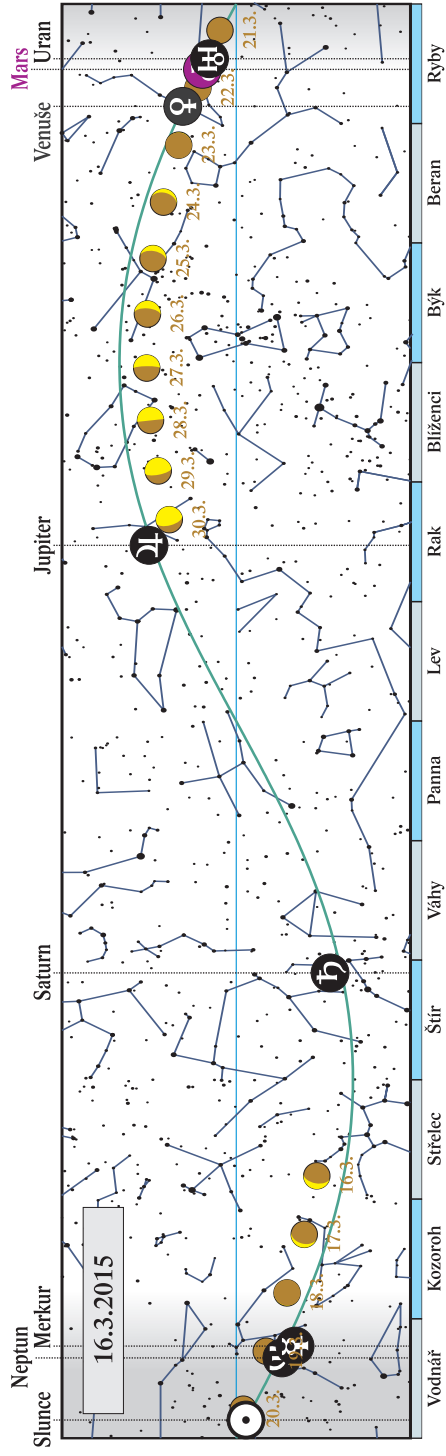 Slunce
Neptun
Merkur
Saturn
Jupiter
Venuše
Mars
Uran
16.3.2015
20.3.
19.3.
18.3.
17.3.
16.3.
30.3.
29.3.
28.3.
27.3.
26.3.
25.3.
24.3.
23.3.
22.3.
21.3.
Vodnář
Kozoroh
Střelec
Štír
Váhy
Panna
Lev
Rak
Blíženci
Býk
Beran
Ryby